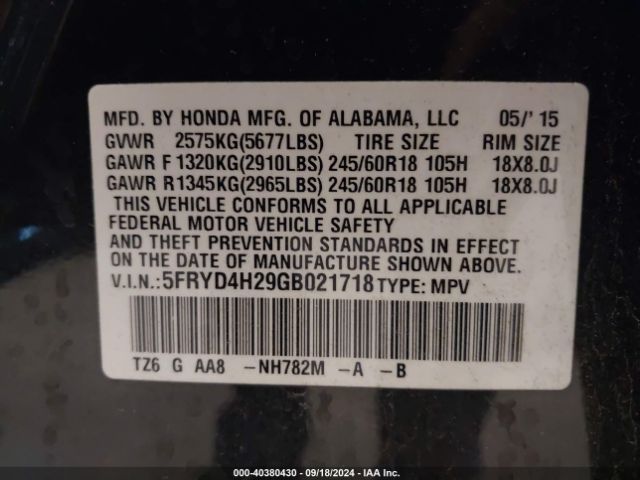 MFD. BY HONDA MFG. OF ALABAMA, LLC 05/'15
GVWR 2575KG(5677LBS) TIRE SIZE RIM SIZE
GAWR F 1320KG(2910LBS) 245/60R18 105H 18X8.0J
GAWR R1345KG(2965LBS) 245/60R18 105H 18X8.0J
THIS VEHICLE CONFORMS TO ALL APPLICABLE
FEDERAL MOTOR VEHICLE SAFETY
AND THEFT PREVENTION STANDARDS IN EFFECT
ON THE DATE OF MANUFACTURE SHOWN ABOVE.
V.I.N.:5FRYD4H29GB021718 TYPE: MPV
TZ6 G AA8 -NH782M -A -B
000-40380430 - 09/18/2024 - IAA Inc.